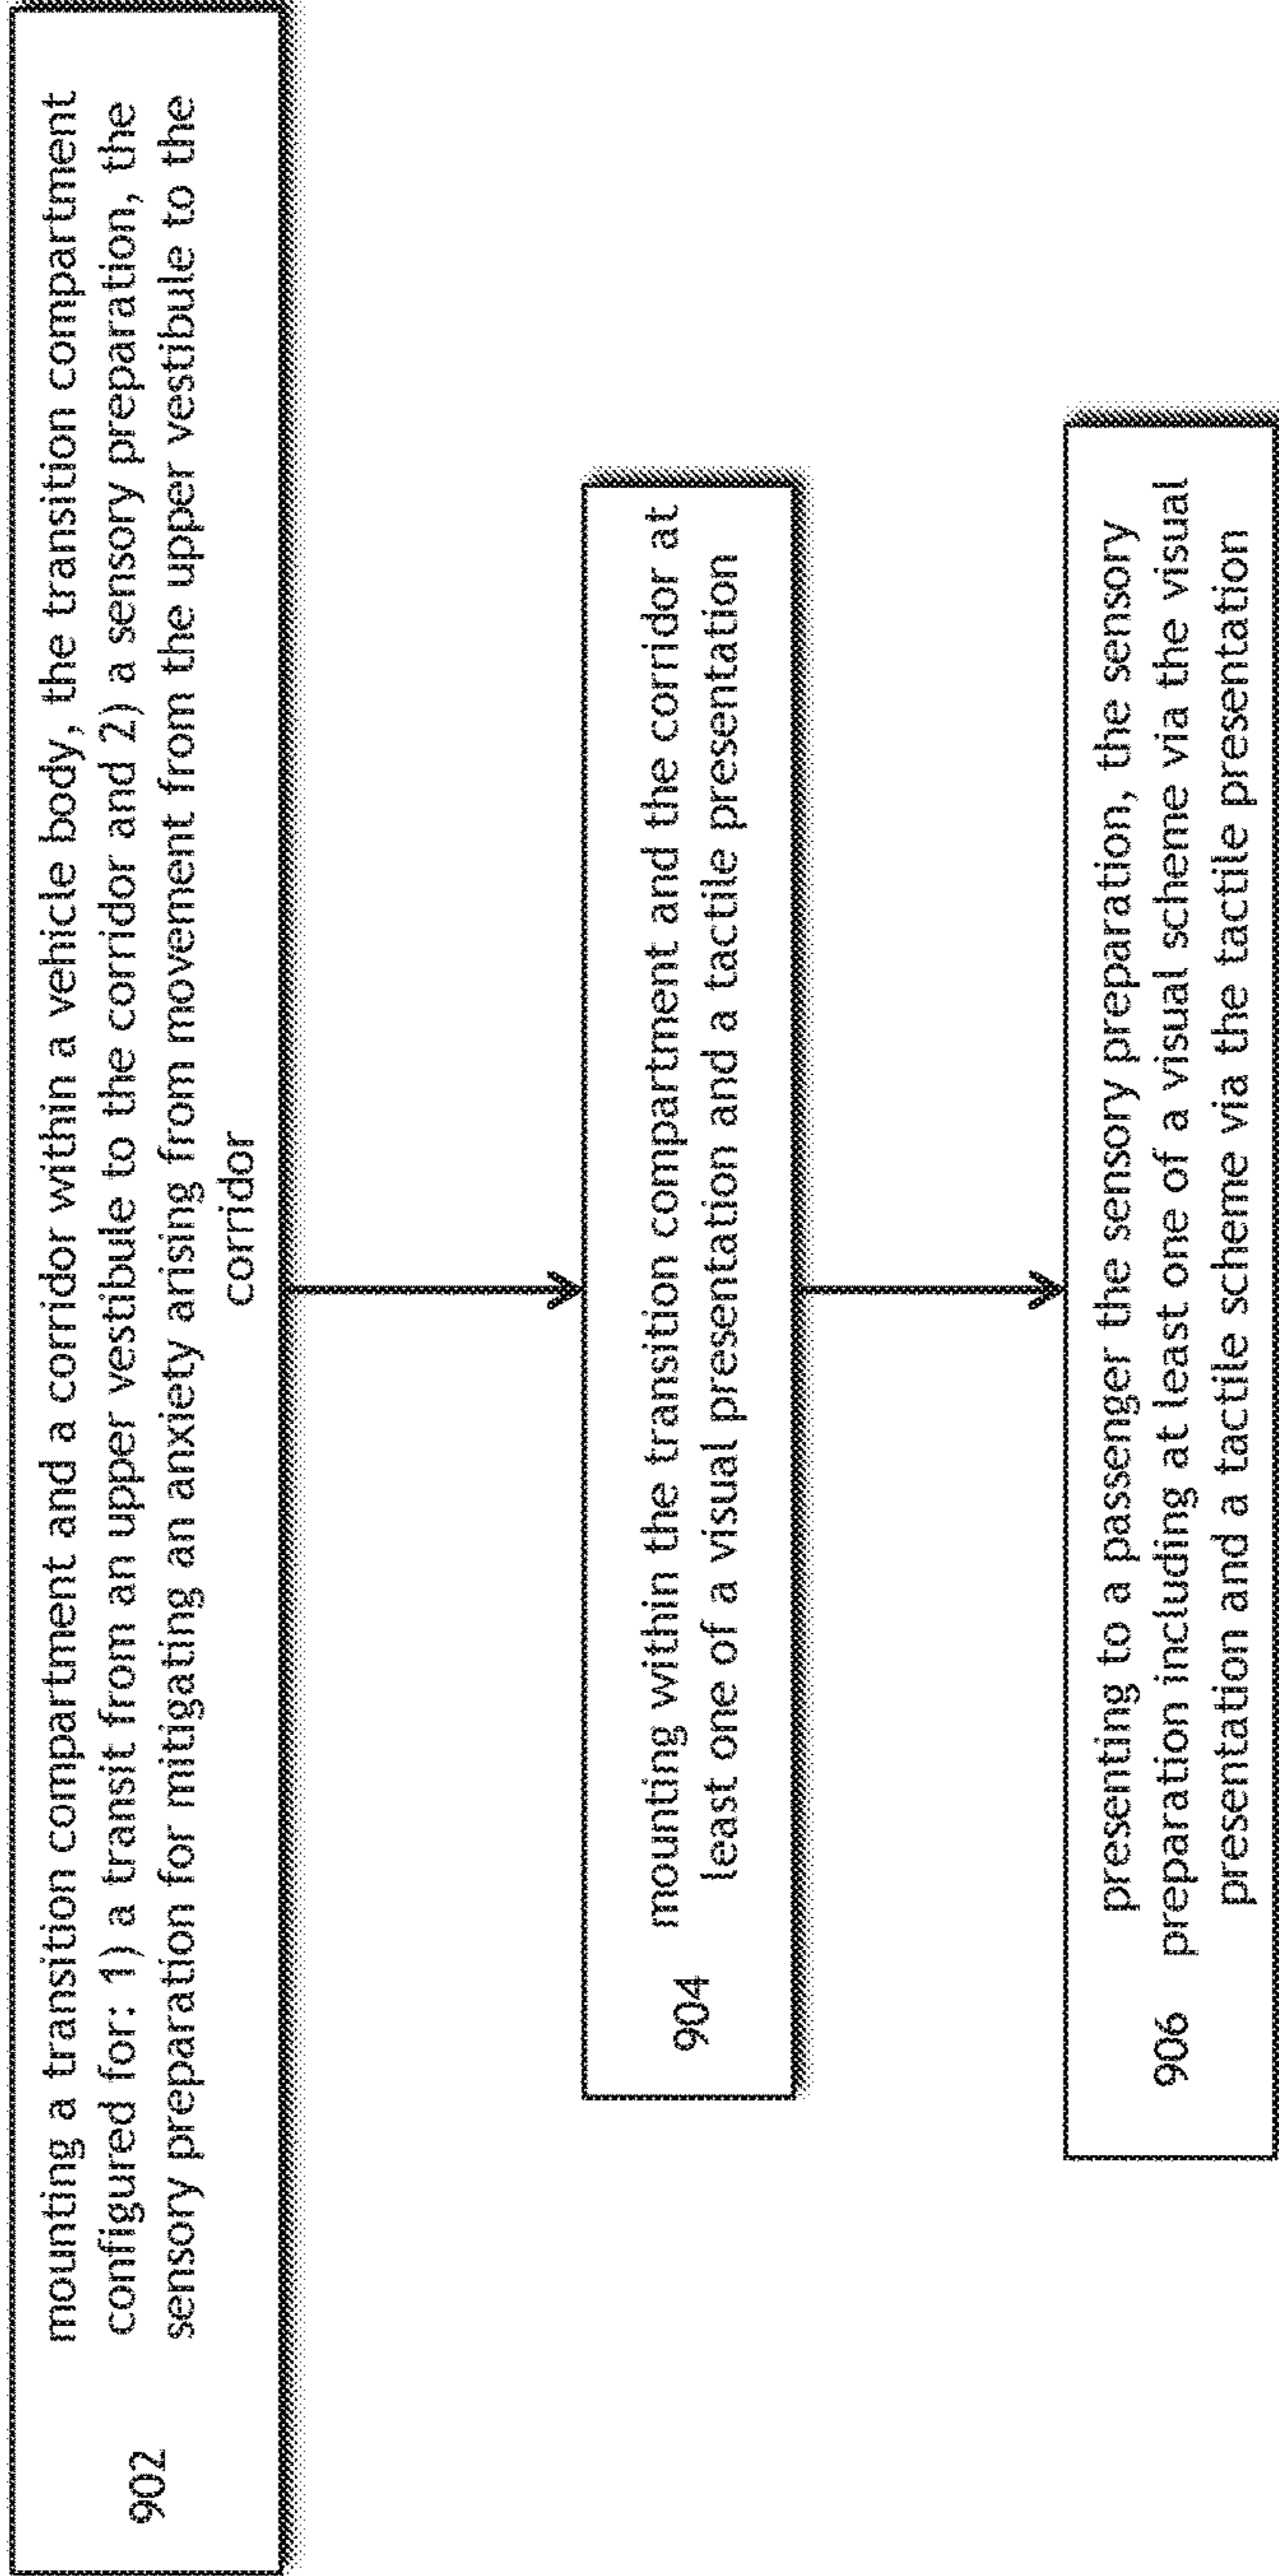 902
mounting a transition compartment and a corridor within a vehicle body, the transition compartment
configured for: 1) a transit from an upper vestibule to the corridor and 2) a sensory preparation, the
sensory preparation for mitigating an anxiety arising from movement from the upper vestibule to the
corridor
904
mounting within the transition compartment and the corridor at
least one of a visual presentation and a tactile presentation
906
presenting to a passenger the sensory preparation, the sensory
preparation including at least one of a visual scheme via the visual
presentation and a tactile scheme via the tactile presentation